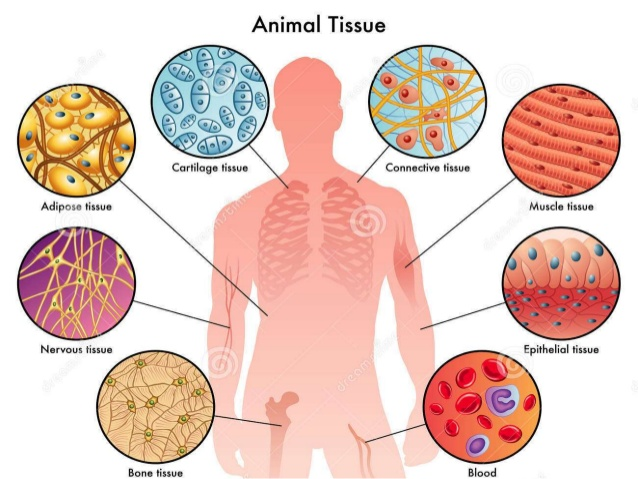 Animal Tissue
Cartilage tissue
Connective tissue
Adipose tissue
Muscle tissue
Nervous tissue
Epithelial tissue
Bone tissue
Blood